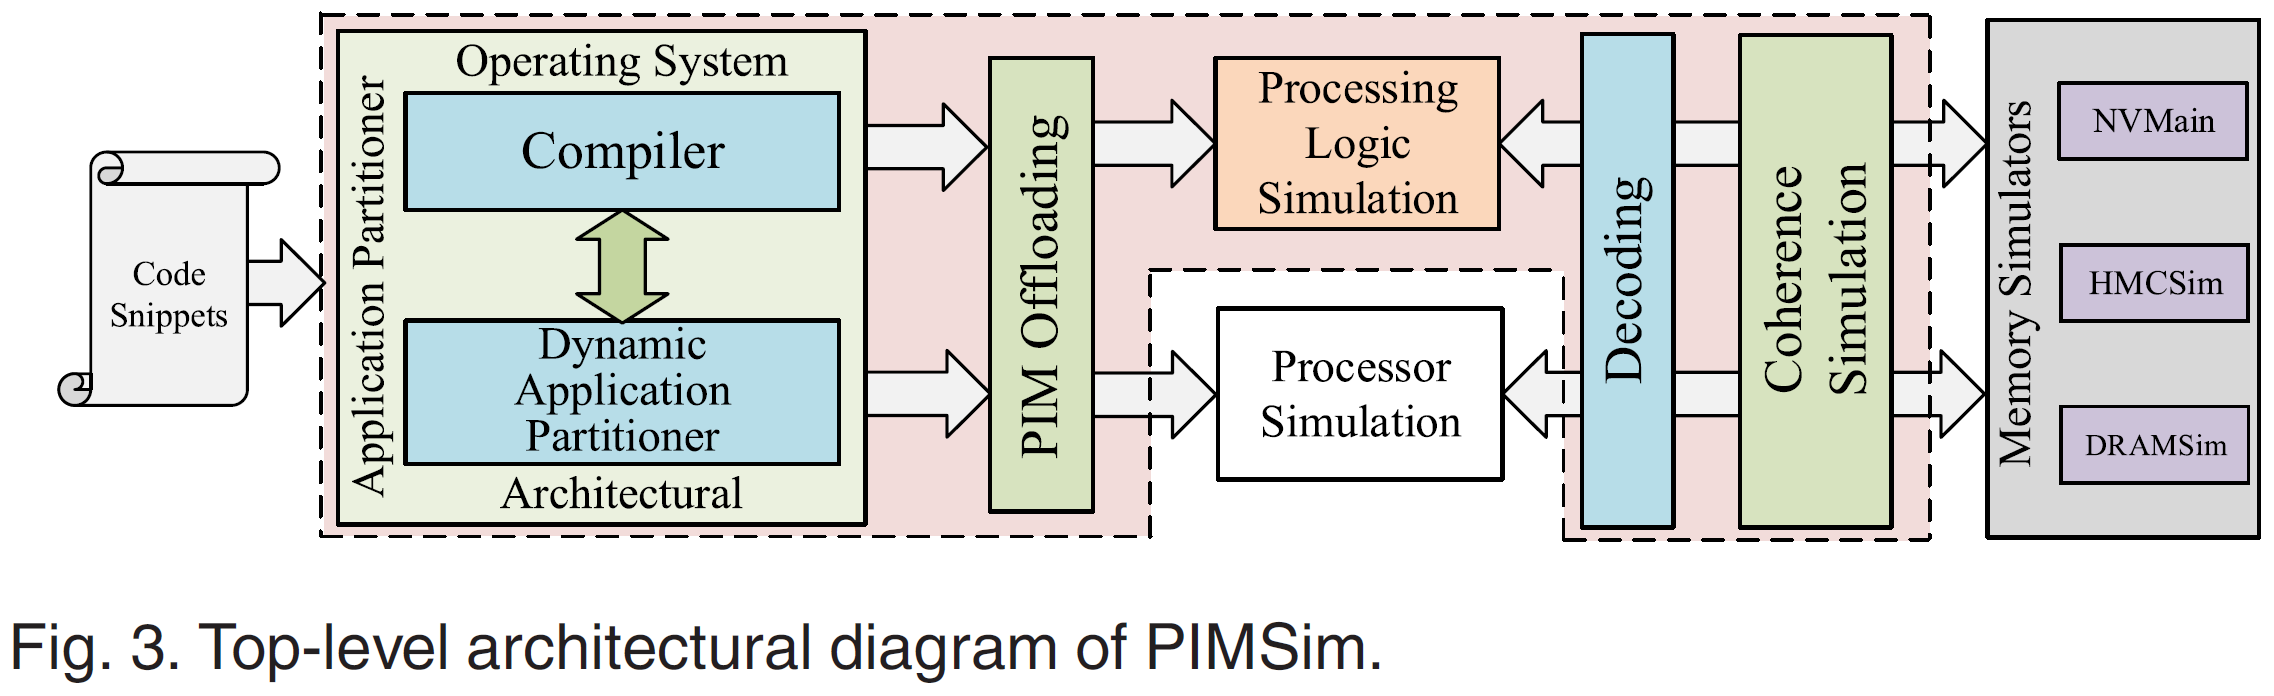 Code
Snippets
Application Partitioner
Operating System
Compiler
Dynamic
Application
Partitioner
Architectural
PIM Offloading
Processing
Logic
Simulation
Processor
Simulation
Decoding
Coherence
Simulation
Memory Simulators
NVMain
HMCSim
DRAMSim
Fig. 3. Top-level architectural diagram of PIMSim.